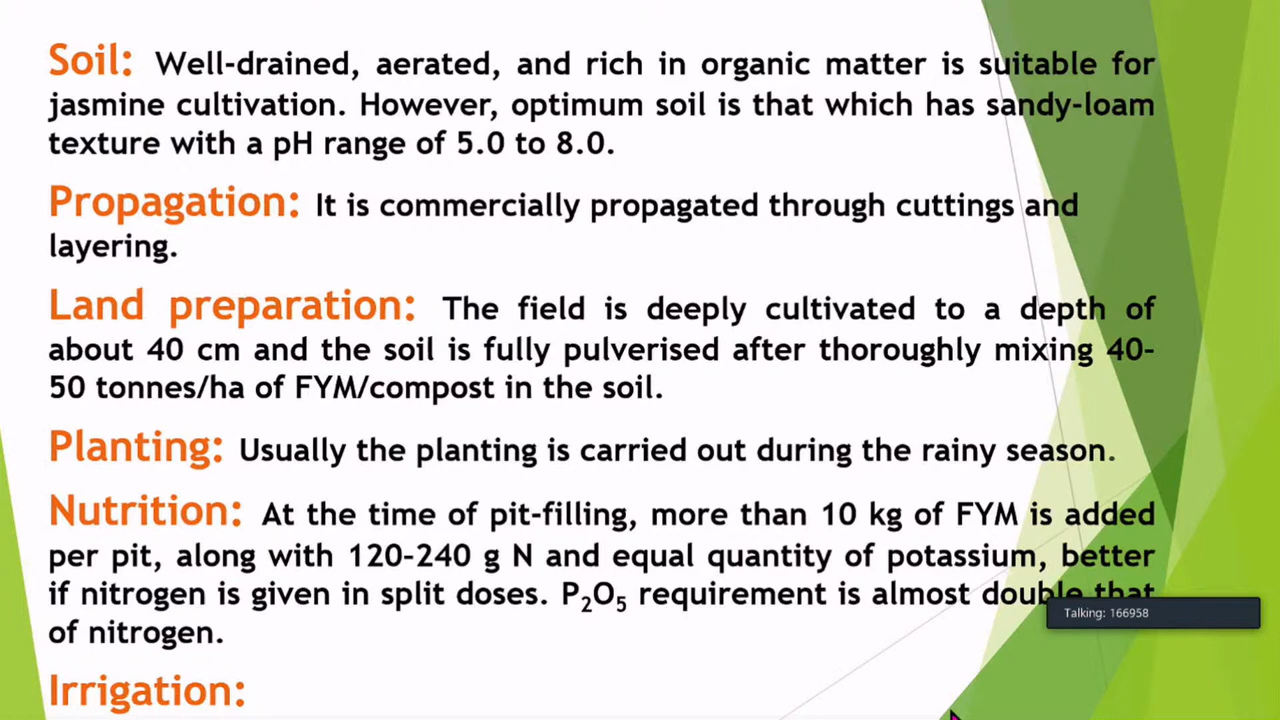 Soil: Well-drained, aerated, and rich in organic matter is suitable for
jasmine cultivation. However, optimum soil is that which has sandy-loam
texture with a pH range of 5.0 to 8.0.
Propagation: It is commercially propagated through cuttings and
layering.
Land preparation: The field is deeply cultivated to a depth of
about 40 cm and the soil is fully pulverised after thoroughly mixing 40-
50 tonnes/ha of FYM/compost in the soil.
Planting: Usually the planting is carried out during the rainy season.
Nutrition: At the time of pit-filling, more than 10 kg of FYM is added
per pit, along with 120-240 g N and equal quantity of potassium, better
if nitrogen is given in split doses. P₂O₅ requirement is almost double that
Talking: 166958
of nitrogen.
Irrigation: